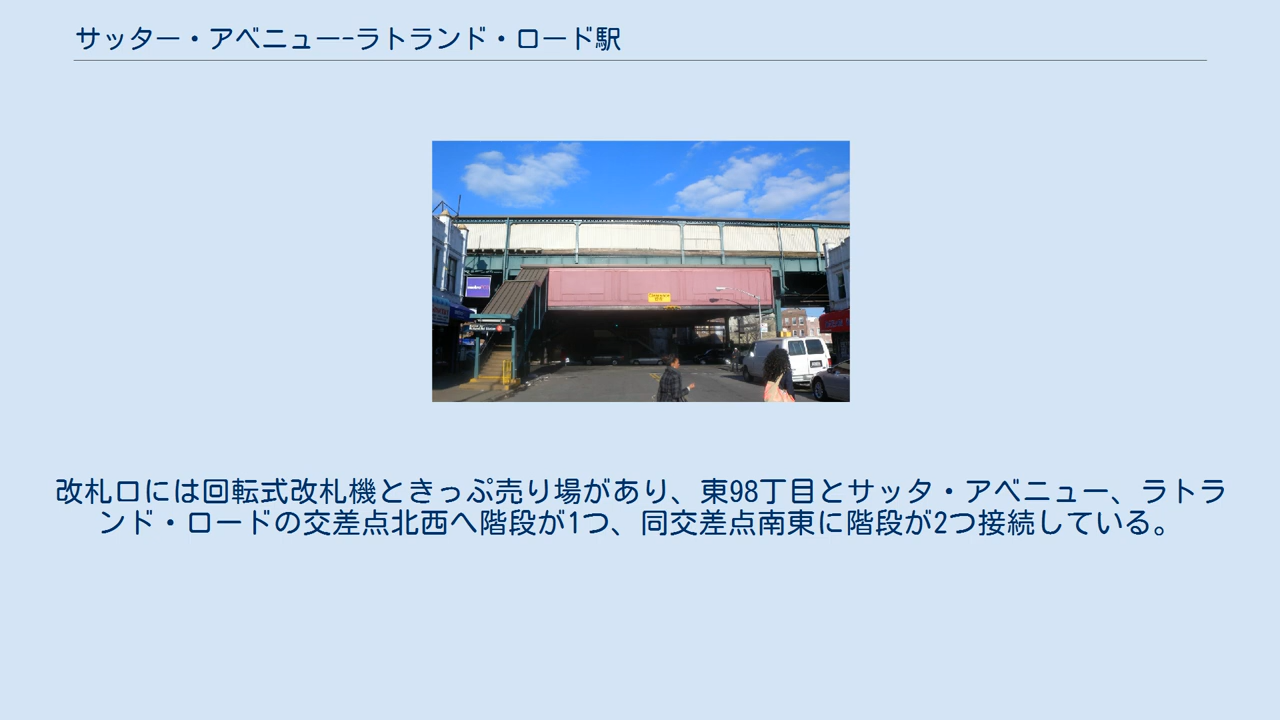 サッター・アベニュー-ラトランド・ロード駅
改札口には回転式改札機ときっぷ売り場があり、東98丁目とサッタ・アベニュー、ラトラ
ンド・ロードの交差点北西へ階段が1つ、同交差点南東に階段が2つ接続している。